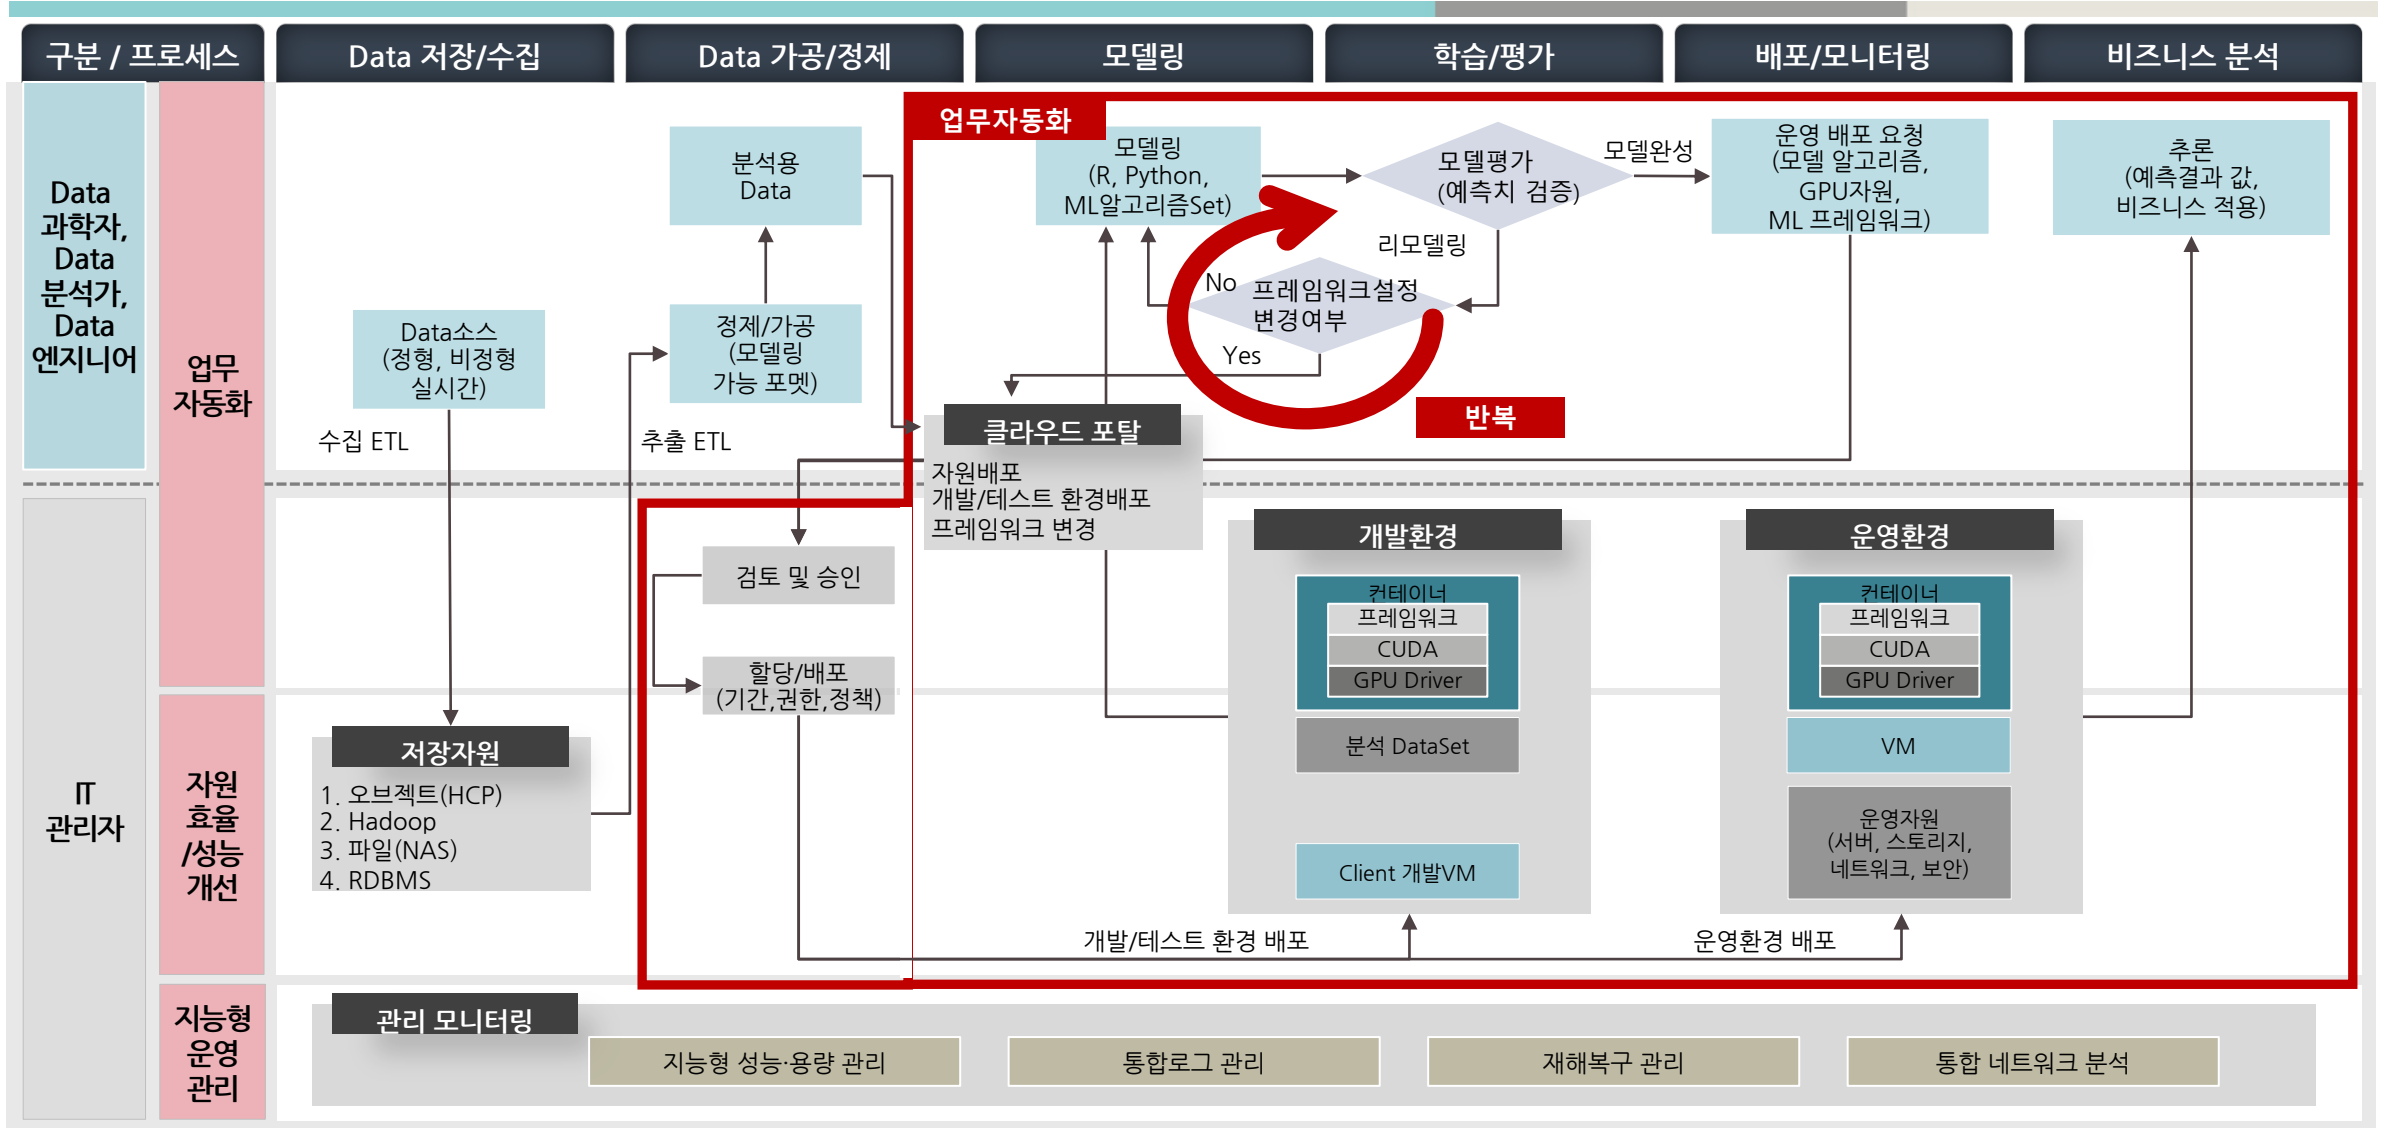 구분 / 프로세스
Data 저장/수집
Data 가공/정제
모델링
학습/평가
배포/모니터링
비즈니스 분석
Data
과학자,
Data
분석가,
Data
엔지니어
업무
자동화
IT
관리자
자원
효율
/성능
개선
지능형
운영
관리
업무자동화
분석용
Data
모델링
(R, Python,
ML알고리즘Set)
모델평가
(예측치 검증)
모델완성
운영 배포 요청
(모델 알고리즘,
GPU자원,
ML 프레임워크)
추론
(예측결과 값,
비즈니스 적용)
리모델링
No
프레임워크설정
변경여부
Yes
반복
Data소스
(정형, 비정형
실시간)
정제/가공
(모델링
가능 포멧)
수집 ETL
추출 ETL
클라우드 포탈
자원배포
개발/테스트 환경배포
프레임워크 변경
검토 및 승인
할당/배포
(기간,권한,정책)
개발환경
컨테이너
프레임워크
CUDA
GPU Driver
분석 DataSet
Client 개발VM
운영환경
컨테이너
프레임워크
CUDA
GPU Driver
VM
운영자원
(서버, 스토리지,
네트워크, 보안)
저장자원
1. 오브젝트(HCP)
2. Hadoop
3. 파일(NAS)
4. RDBMS
개발/테스트 환경 배포
운영환경 배포
관리 모니터링
지능형 성능·용량 관리
통합로그 관리
재해복구 관리
통합 네트워크 분석